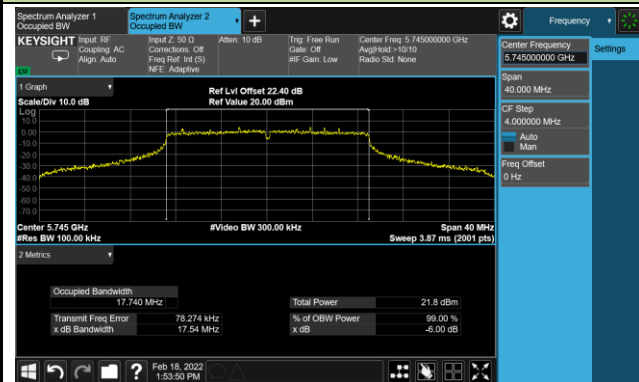 Spectrum Analyzer 1
Occupied BW
Spectrum Analyzer 2
Occupied BW
Frequency
KEYSIGHT
Input: RF
Coupling: AC
Align: Auto
Input Z: 50 Ω
Corrections: Off
Freq Ref: Int (S)
NFE: Adaptive
Atten: 10 dB
Trig: Free Run
Gate: Off
#IF Gain: Low
Center Freq: 5.745000000 GHz
Avg|Hold:>10/10
Radio Std: None
LXI
Center Frequency
5.745000000 GHz
Settings
Span
40.000 MHz
CF Step
4.000000 MHz
Auto
Man
Freq Offset
0 Hz
1 Graph
Scale/Div 10.0 dB
Ref Lvl Offset 22.40 dB
Ref Value 20.00 dBm
Log
10.0
0.00
-10.0
-20.0
-30.0
-40.0
-50.0
-60.0
-70.0
Center 5.745 GHz
#Res BW 100.00 kHz
#Video BW 300.00 kHz
Span 40 MHz
Sweep 3.87 ms (2001 pts)
2 Metrics
Occupied Bandwidth
17.740 MHz
Total Power 21.8 dBm
Transmit Freq Error 78.274 kHz
% of OBW Power 99.00 %
x dB Bandwidth 17.54 MHz
x dB -6.00 dB
?
Feb 18, 2022
1:53:50 PM